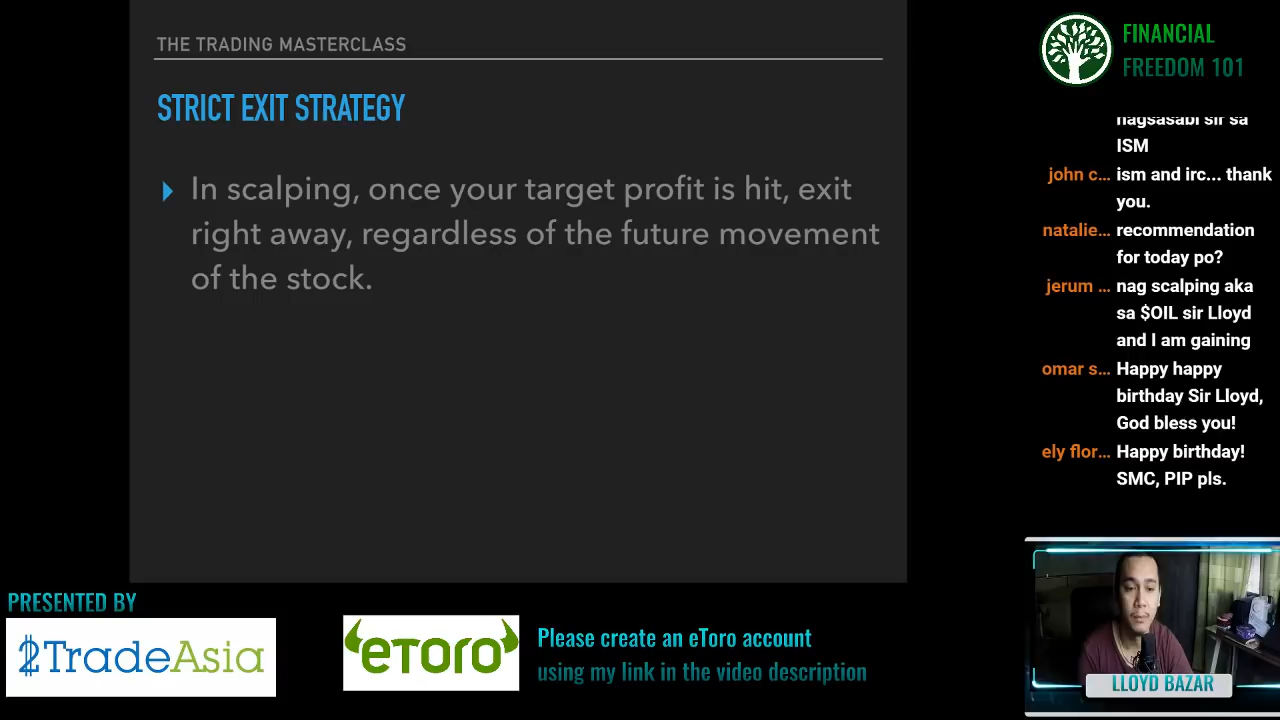 THE TRADING MASTERCLASS
STRICT EXIT STRATEGY
In scalping, once your target profit is hit, exit
right away, regardless of the future movement
of the stock.
FINANCIAL
FREEDOM 101
nagsasabi sir sa
ISM
john c... ism and irc... thank
you.
natalie... recommendation
for today po?
jerum ... nag scalping aka
sa $OIL sir Lloyd
and I am gaining
omar s... Happy happy
birthday Sir Lloyd,
God bless you!
ely flor... Happy birthday!
SMC, PIP pls.
LLOYD BAZAR
PRESENTED BY
2TradeAsia
eToro
Please create an eToro account
using my link in the video description